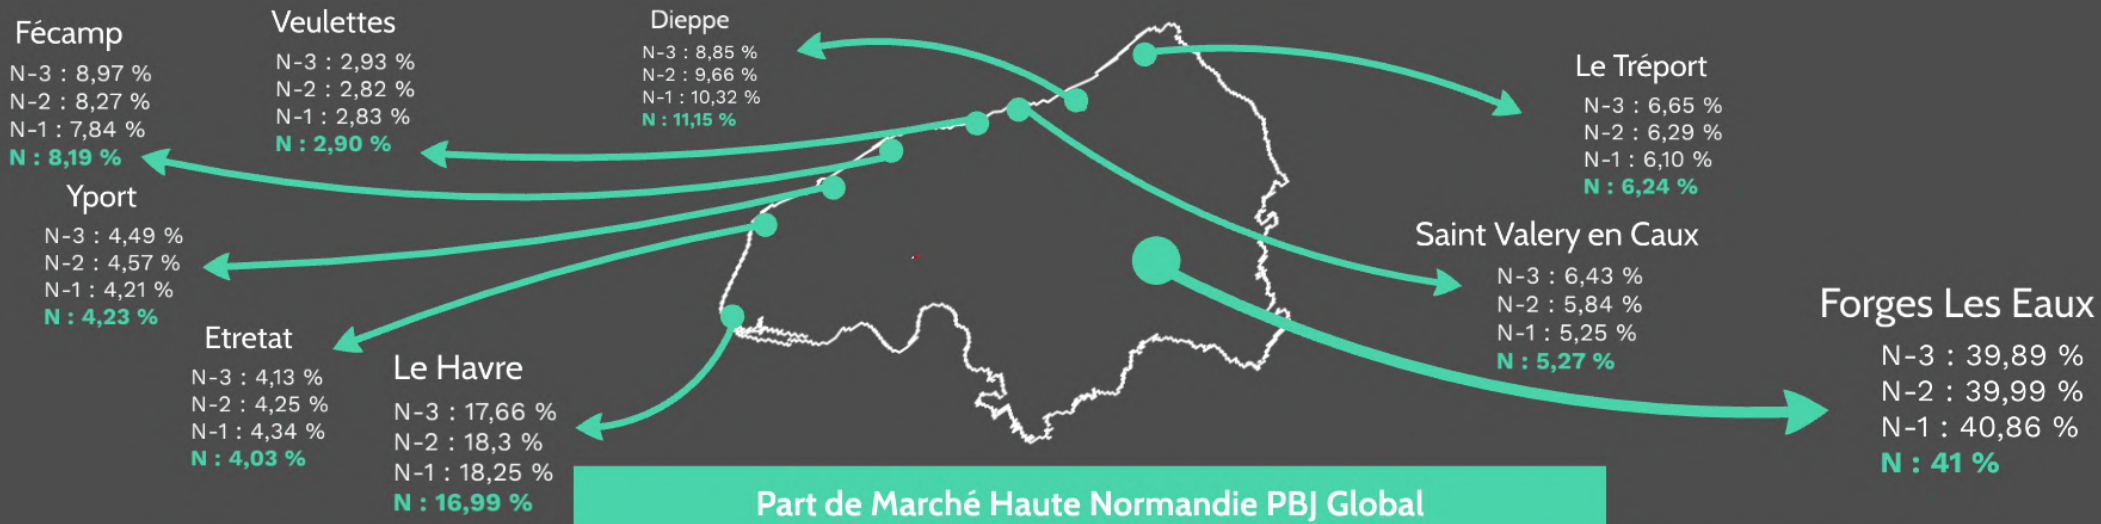 Fécamp
N-3 : 8,97 %
N-2 : 8,27 %
N-1 : 7,84 %
N : 8,19 %
Veulettes
N-3 : 2,93 %
N-2 : 2,82 %
N-1 : 2,83 %
N : 2,90 %
Dieppe
N-3 : 8,85 %
N-2 : 9,66 %
N-1 : 10,32 %
N : 11,15 %
Le Tréport
N-3 : 6,65 %
N-2 : 6,29 %
N-1 : 6,10 %
N : 6,24 %
Yport
N-3 : 4,49 %
N-2 : 4,57 %
N-1 : 4,21 %
N : 4,23 %
Saint Valery en Caux
N-3 : 6,43 %
N-2 : 5,84 %
N-1 : 5,25 %
N : 5,27 %
Etretat
N-3 : 4,13 %
N-2 : 4,25 %
N-1 : 4,34 %
N : 4,03 %
Le Havre
N-3 : 17,66 %
N-2 : 18,3 %
N-1 : 18,25 %
N : 16,99 %
Forges Les Eaux
N-3 : 39,89 %
N-2 : 39,99 %
N-1 : 40,86 %
N : 41 %
Part de Marché Haute Normandie PBJ Global